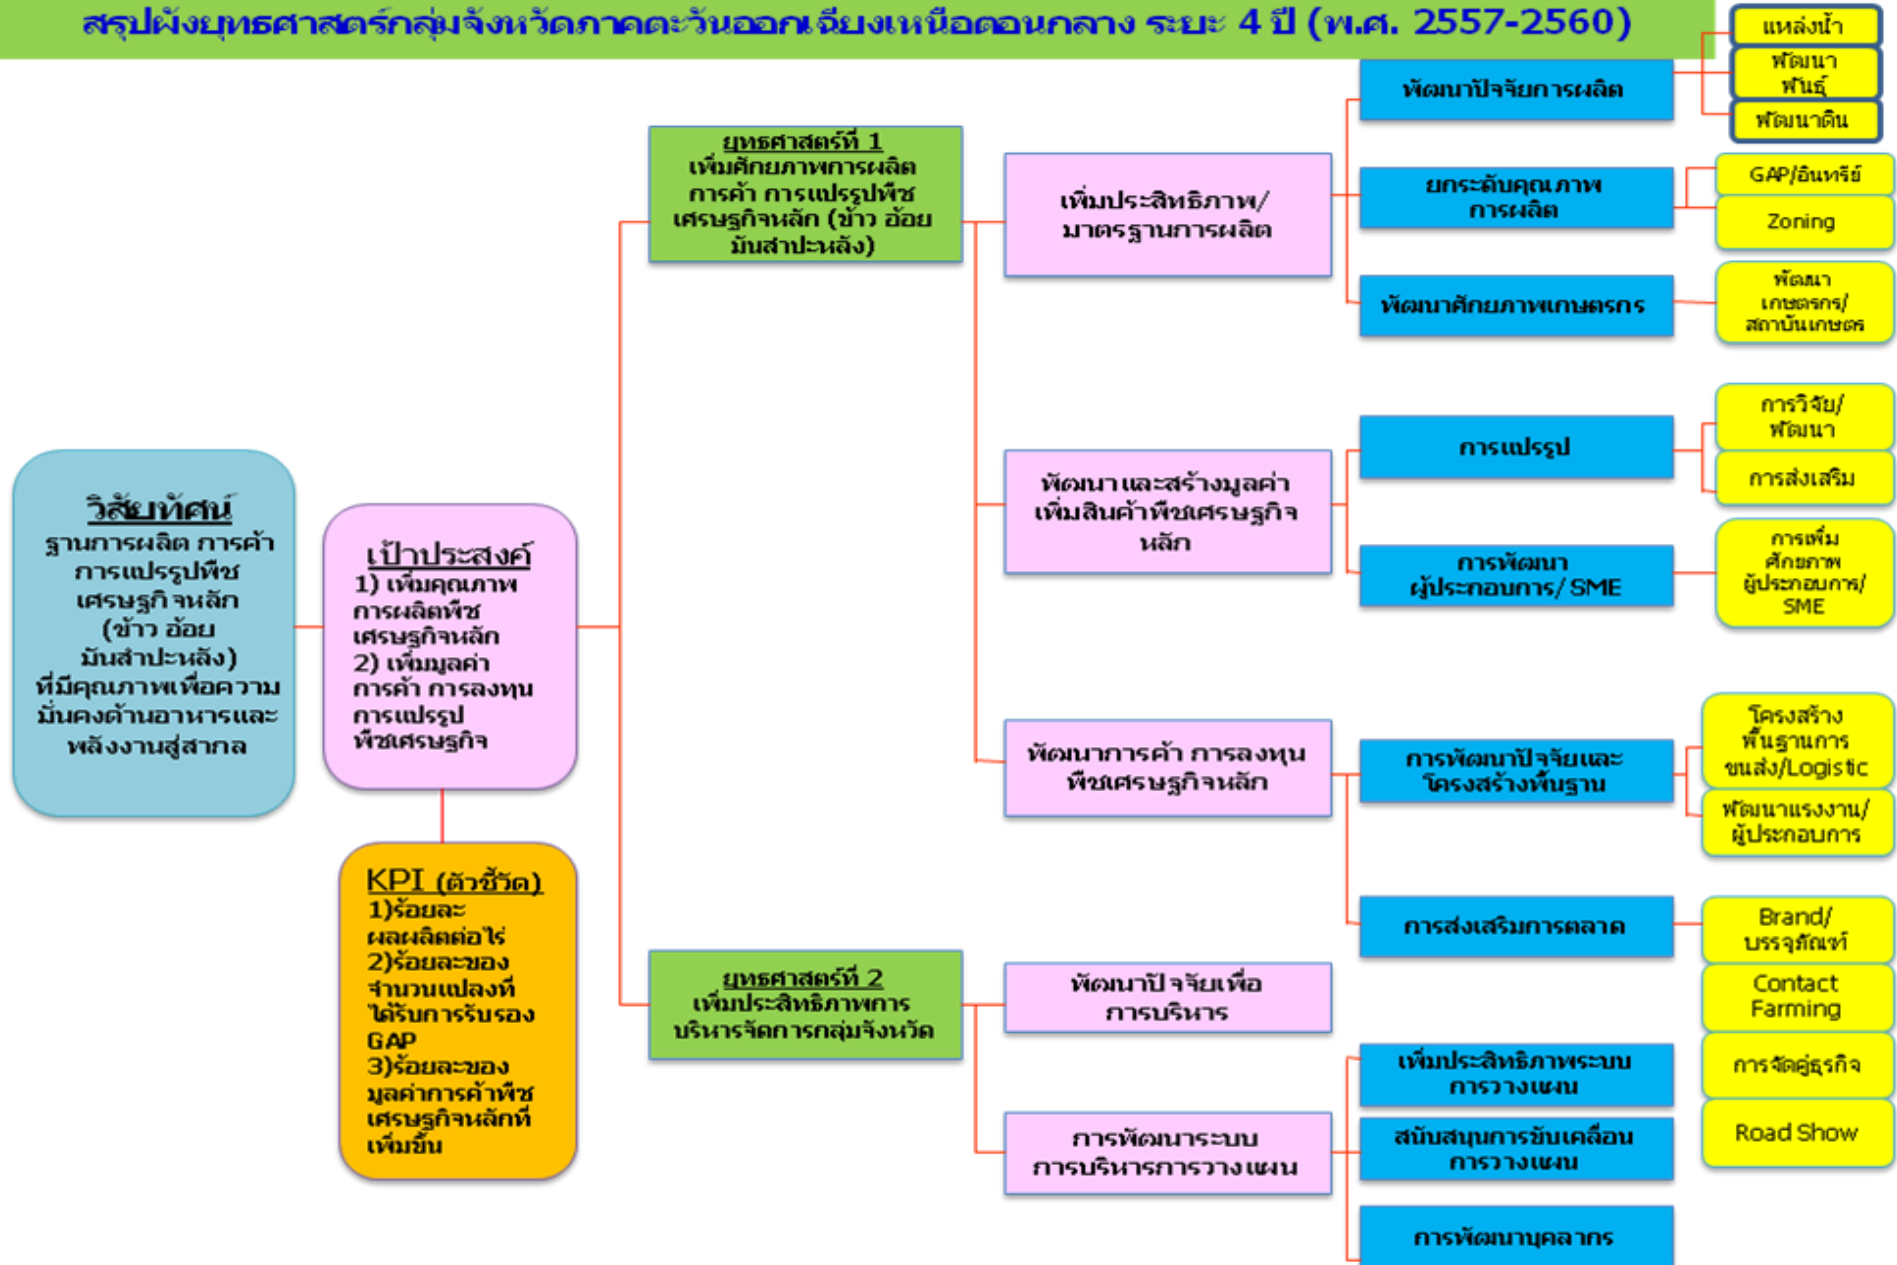 สรุปผังยุทธศาสตร์กลุ่มจังหวัดภาคตะวันออกเฉียงเหนือตอนกลาง ระยะ 4 ปี (พ.ศ. 2557-2560)
วิสัยทัศน์
ฐานการผลิต การค้า
การแปรรูปพืช
เศรษฐกิจหลัก
(ข้าว อ้อย
มันสำปะหลัง)
ที่มีคุณภาพเพื่อความ
มั่นคงด้านอาหารและ
พลังงานสู่สากล
เป้าประสงค์
1) เพิ่มคุณภาพ
การผลิตพืช
เศรษฐกิจหลัก
2) เพิ่มมูลค่า
การค้า การลงทุน
การแปรรูป
พืชเศรษฐกิจ
KPI (ตัวชี้วัด)
1)ร้อยละ
ผลผลิตต่อไร่
2)ร้อยละของ
จำนวนแปลงที่
ได้รับการรับรอง
GAP
3)ร้อยละของ
มูลค่าการค้าพืช
เศรษฐกิจหลักที่
เพิ่มขึ้น
ยุทธศาสตร์ที่ 1
เพิ่มศักยภาพการผลิต
การค้า การแปรรูปพืช
เศรษฐกิจหลัก (ข้าว อ้อย
มันสำปะหลัง)
เพิ่มประสิทธิภาพ/
มาตรฐานการผลิต
พัฒนาปัจจัยการผลิต
แหล่งน้ำ
พัฒนา
พันธุ์
พัฒนาดิน
ยกระดับคุณภาพ
การผลิต
GAP/อินทรีย์
Zoning
พัฒนาศักยภาพเกษตรกร
พัฒนา
เกษตรกร/
สถาบันเกษตร
พัฒนาและสร้างมูลค่า
เพิ่มสินค้าพืชเศรษฐกิจ
หลัก
การแปรรูป
การวิจัย/
พัฒนา
การส่งเสริม
การพัฒนา
ผู้ประกอบการ/ SME
การเพิ่ม
ศักยภาพ
ผู้ประกอบการ/
SME
พัฒนาการค้า การลงทุน
พืชเศรษฐกิจหลัก
การพัฒนาปัจจัยและ
โครงสร้างพื้นฐาน
โครงสร้าง
พื้นฐานการ
ขนส่ง/Logistic
พัฒนาแรงงาน/
ผู้ประกอบการ
การส่งเสริมการตลาด
Brand/
บรรจุภัณฑ์
Contact
Farming
การจัดคู่ธุรกิจ
Road Show
ยุทธศาสตร์ที่ 2
เพิ่มประสิทธิภาพการ
บริหารจัดการกลุ่มจังหวัด
พัฒนาปัจจัยเพื่อ
การบริหาร
การพัฒนาระบบ
การบริหารการวางแผน
เพิ่มประสิทธิภาพระบบ
การวางแผน
สนับสนุนการขับเคลื่อน
การวางแผน
การพัฒนาบุคลากร